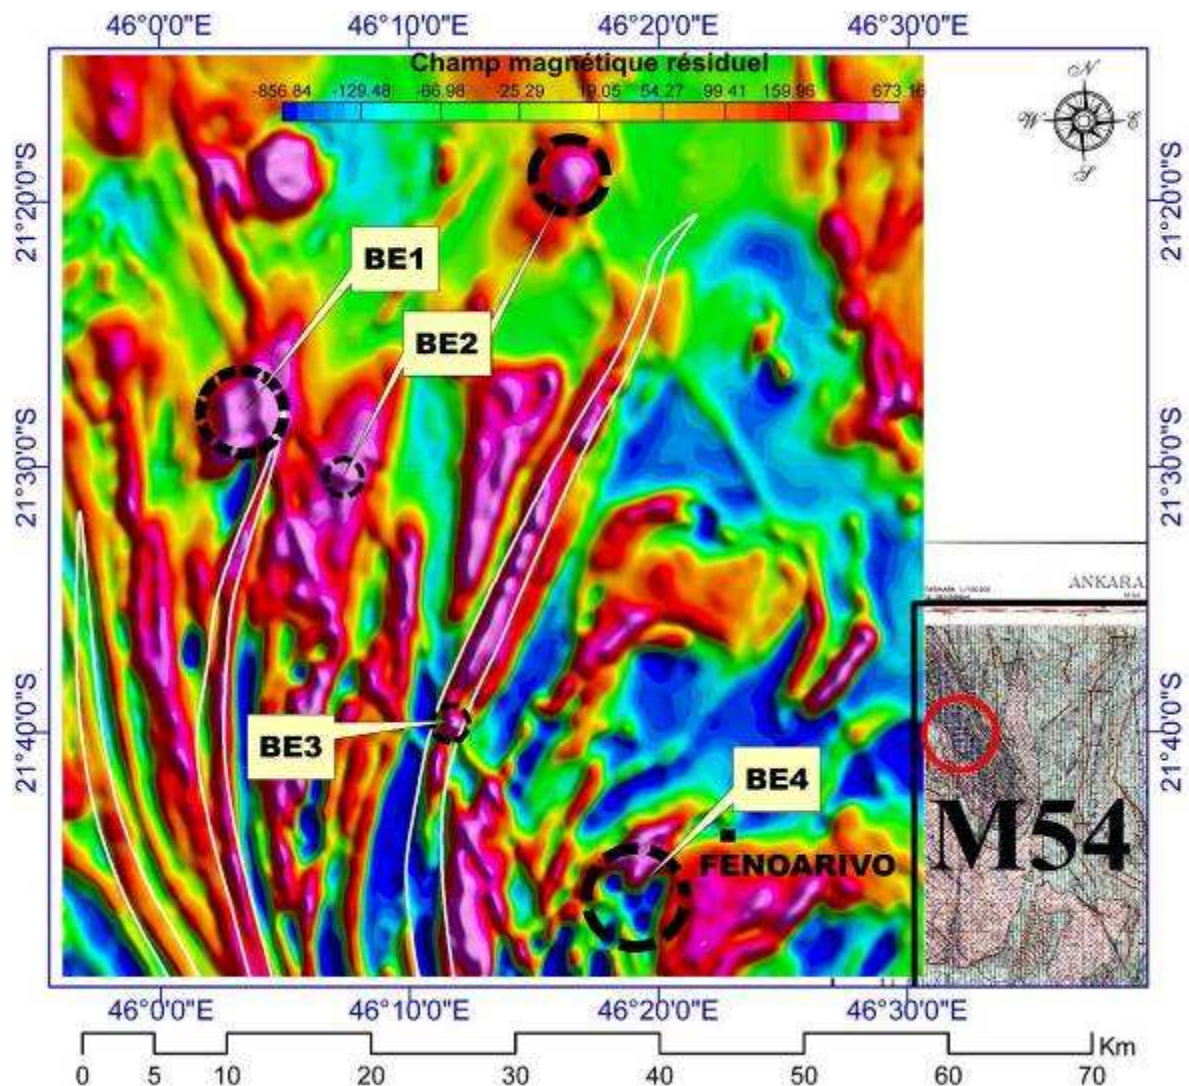 46°0'0"E 46°10'0"E 46°20'0"E 46°30'0"E
Champ magnétique résiduel
-856.84 -129.48 -66.98 -25.29 19.05 54.27 99.41 159.95 673.16
N
W E
S
21°20'0"S 21°20'0"S
BE1
BE2
21°30'0"S 21°30'0"S
ANKARA
21°40'0"S 21°40'0"S
BE3
BE4
M54
FENOARIVO
46°0'0"E 46°10'0"E 46°20'0"E 46°30'0"E
Km
0 5 10 20 30 40 50 60 70